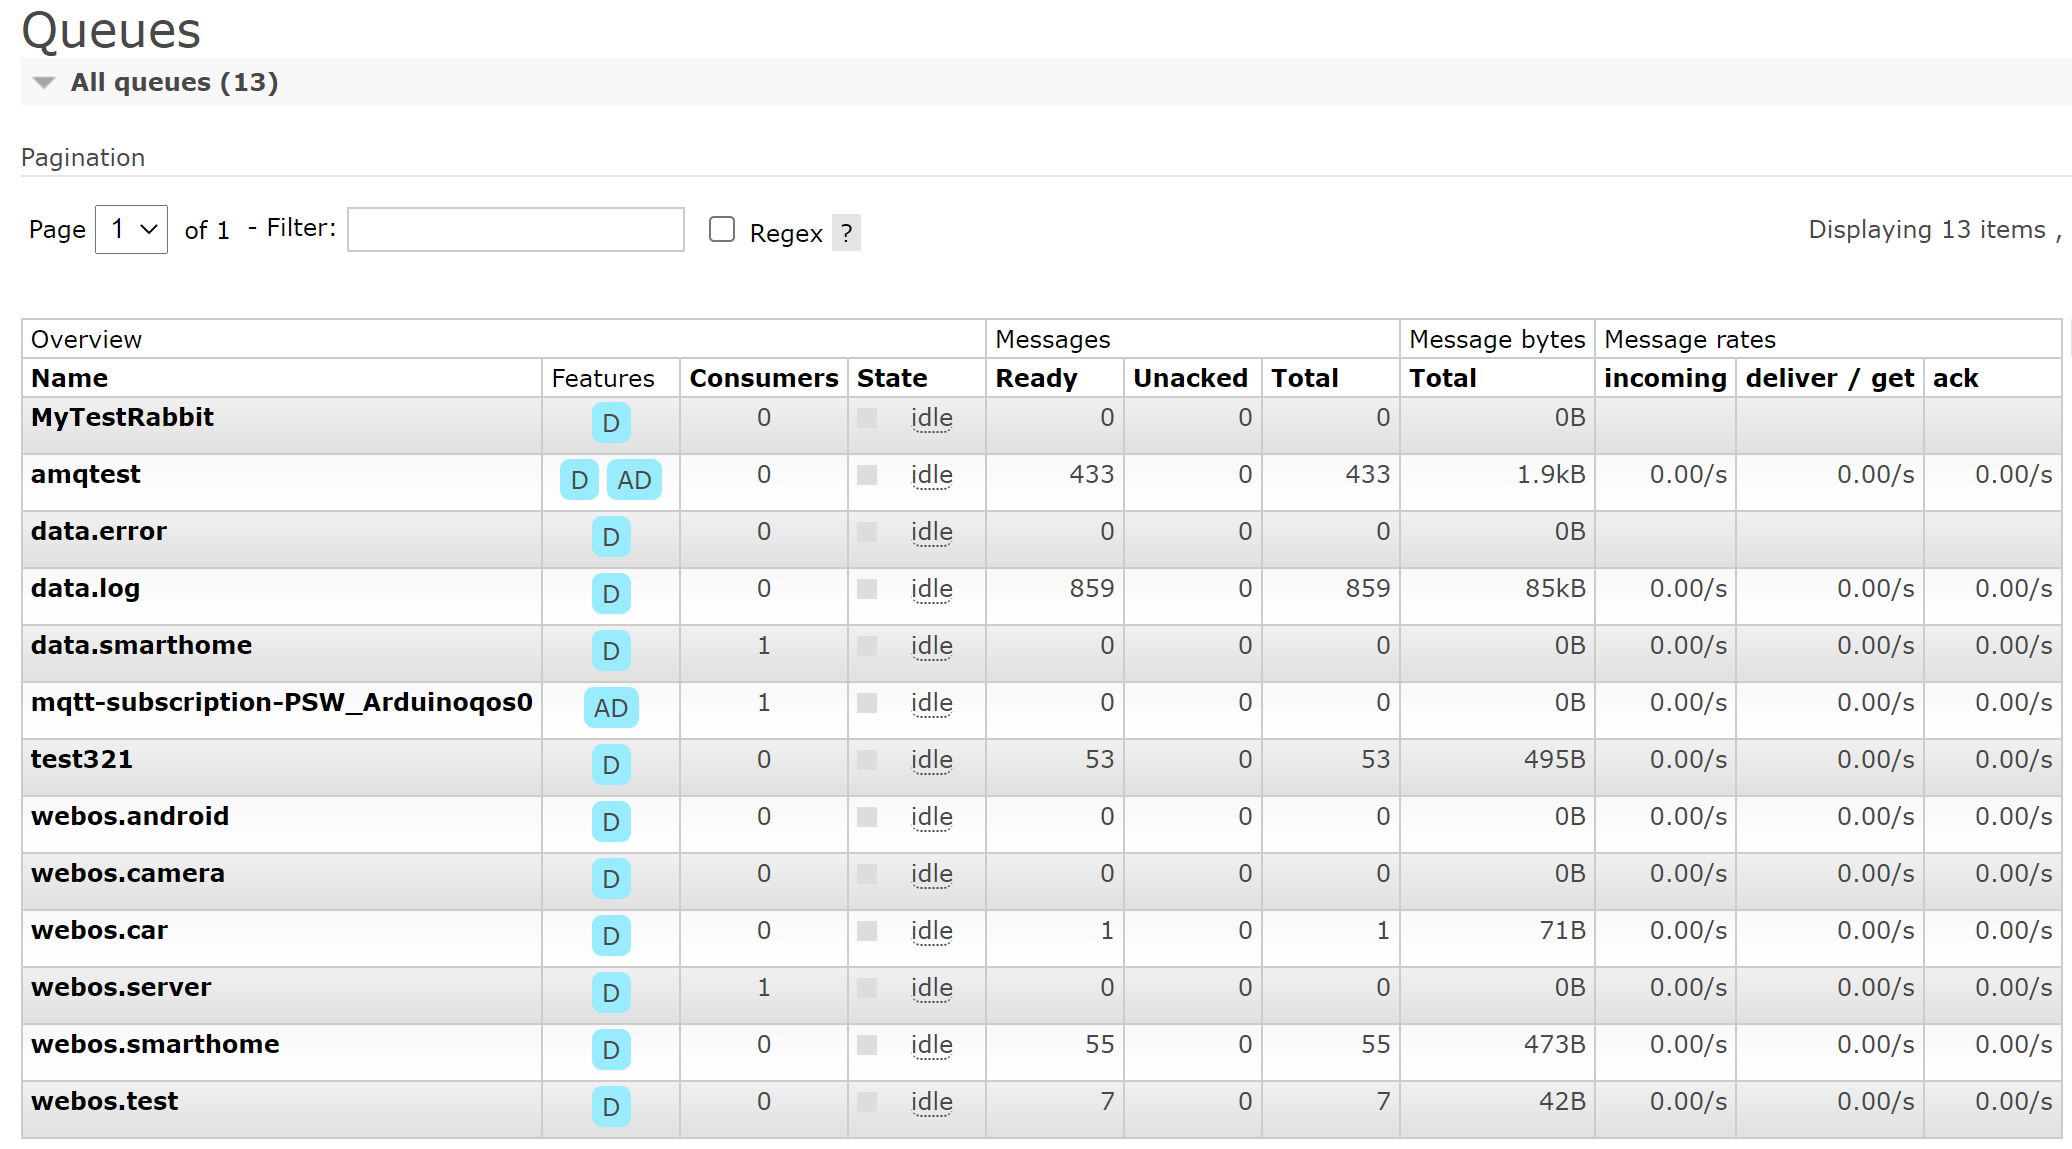 Queues
All queues (13)
Pagination
Page 1 of 1 - Filter: Regex ? Displaying 13 items ,
Overview Messages Message bytes Message rates
Name Features Consumers State Ready Unacked Total Total incoming deliver / get ack
MyTestRabbit D 0 idle 0 0 0 0B
amqtest D AD 0 idle 433 0 433 1.9kB 0.00/s 0.00/s 0.00/s
data.error D 0 idle 0 0 0 0B
data.log D 0 idle 859 0 859 85kB 0.00/s 0.00/s 0.00/s
data.smarthome D 1 idle 0 0 0 0B 0.00/s 0.00/s 0.00/s
mqtt-subscription-PSW_Arduinoqos0 AD 1 idle 0 0 0 0B 0.00/s 0.00/s 0.00/s
test321 D 0 idle 53 0 53 495B 0.00/s 0.00/s 0.00/s
webos.android D 0 idle 0 0 0 0B 0.00/s 0.00/s 0.00/s
webos.camera D 0 idle 0 0 0 0B 0.00/s 0.00/s 0.00/s
webos.car D 0 idle 1 0 1 71B 0.00/s 0.00/s 0.00/s
webos.server D 1 idle 0 0 0 0B 0.00/s 0.00/s 0.00/s
webos.smarthome D 0 idle 55 0 55 473B 0.00/s 0.00/s 0.00/s
webos.test D 0 idle 7 0 7 42B 0.00/s 0.00/s 0.00/s